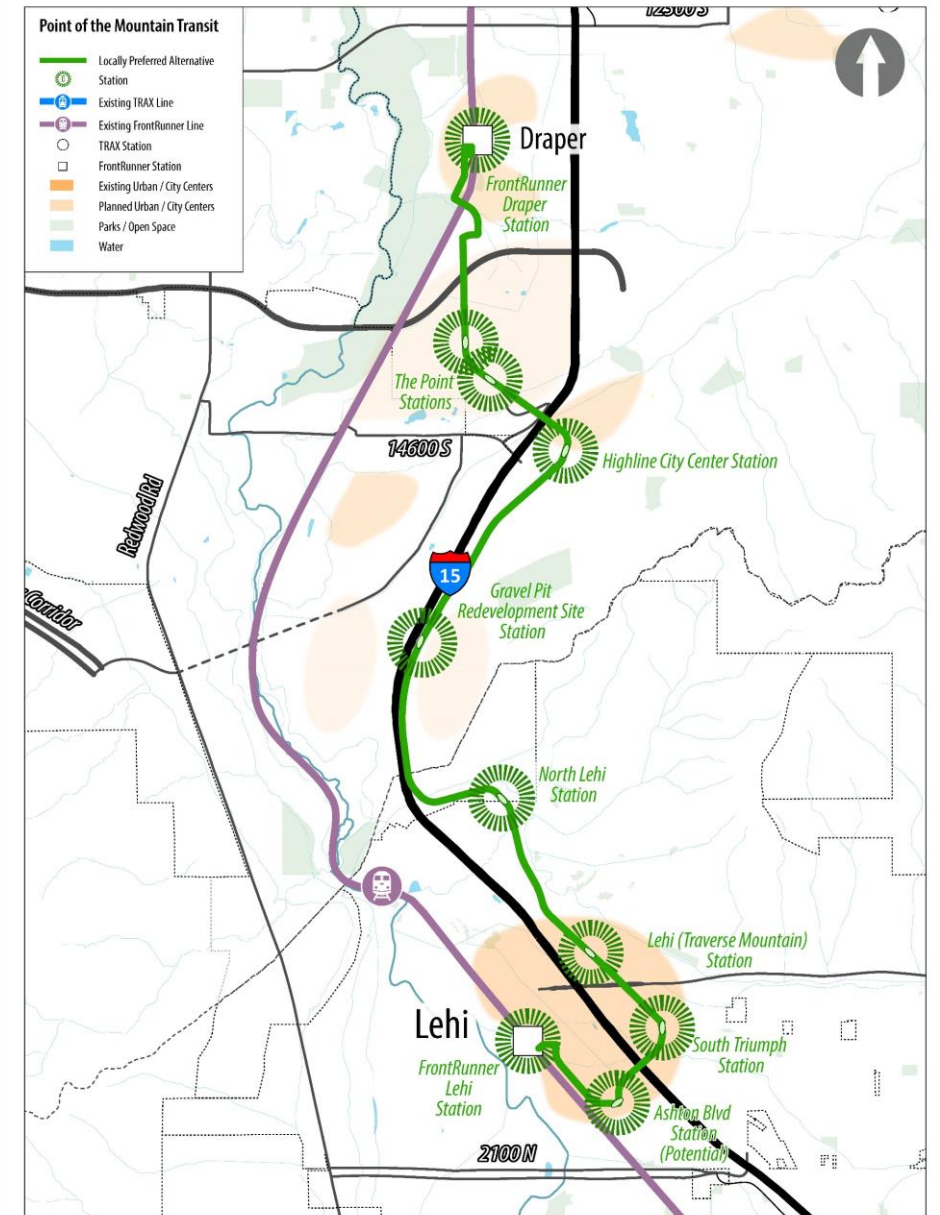 Point of the Mountain Transit
Locally Preferred Alternative
Station
Existing TRAX Line
Existing FrontRunner Line
TRAX Station
FrontRunner Station
Existing Urban / City Centers
Planned Urban / City Centers
Parks / Open Space
Water
12300 S
Draper
FrontRunner
Draper
Station
The Point
Stations
14600 S
Highline City Center Station
Redwood Rd
15
Gravel Pit
Redevelopment Site
Station
Corridor
North Lehi
Station
Lehi (Traverse Mountain)
Station
Lehi
South Triumph
Station
FrontRunner
Lehi
Station
Ashton Blvd
Station
(Potential)
2100 N